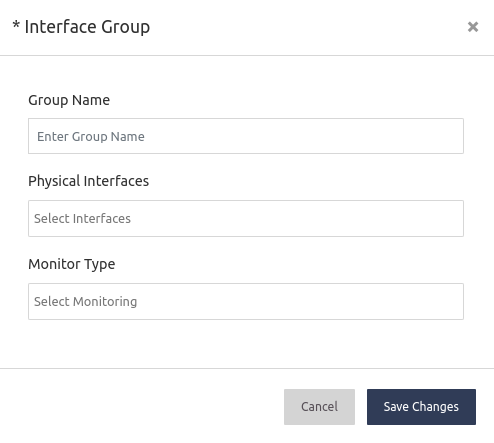 * Interface Group
×
Group Name
Enter Group Name
Physical Interfaces
Select Interfaces
Monitor Type
Select Monitoring
Cancel
Save Changes